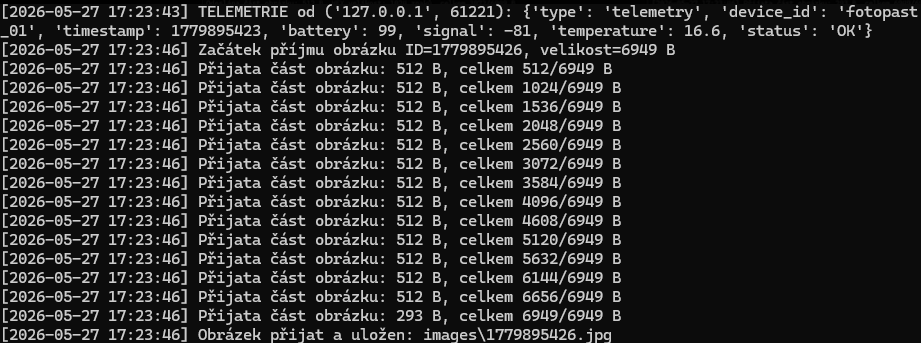 [2026-05-27 17:23:43] TELEMETRIE od ('127.0.0.1', 61221): {'type': 'telemetry', 'device_id': 'fotopast
_01', 'timestamp': 1779895423, 'battery': 99, 'signal': -81, 'temperature': 16.6, 'status': 'OK'}
[2026-05-27 17:23:46] Začátek příjmu obrázku ID=1779895426, velikost=6949 B
[2026-05-27 17:23:46] Přijata část obrázku: 512 B, celkem 512/6949 B
[2026-05-27 17:23:46] Přijata část obrázku: 512 B, celkem 1024/6949 B
[2026-05-27 17:23:46] Přijata část obrázku: 512 B, celkem 1536/6949 B
[2026-05-27 17:23:46] Přijata část obrázku: 512 B, celkem 2048/6949 B
[2026-05-27 17:23:46] Přijata část obrázku: 512 B, celkem 2560/6949 B
[2026-05-27 17:23:46] Přijata část obrázku: 512 B, celkem 3072/6949 B
[2026-05-27 17:23:46] Přijata část obrázku: 512 B, celkem 3584/6949 B
[2026-05-27 17:23:46] Přijata část obrázku: 512 B, celkem 4096/6949 B
[2026-05-27 17:23:46] Přijata část obrázku: 512 B, celkem 4608/6949 B
[2026-05-27 17:23:46] Přijata část obrázku: 512 B, celkem 5120/6949 B
[2026-05-27 17:23:46] Přijata část obrázku: 512 B, celkem 5632/6949 B
[2026-05-27 17:23:46] Přijata část obrázku: 512 B, celkem 6144/6949 B
[2026-05-27 17:23:46] Přijata část obrázku: 512 B, celkem 6656/6949 B
[2026-05-27 17:23:46] Přijata část obrázku: 293 B, celkem 6949/6949 B
[2026-05-27 17:23:46] Obrázek přijat a uložen: images\1779895426.jpg